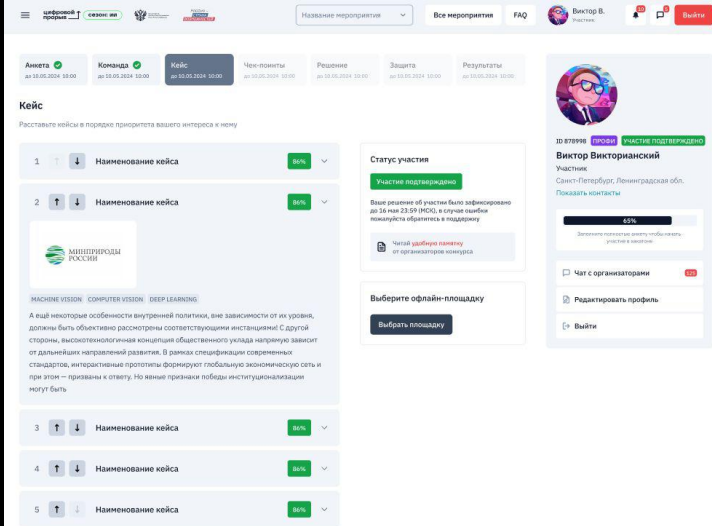 цифровой прорыв
сезон: ии
Название мероприятия
Все мероприятия
FAQ
Виктор В.
Участник
10
Выйти
Анкета
до 10.05.2024 10:00
Команда
до 10.05.2024 10:00
Кейс
до 10.05.2024 10:00
Чек-поинты
до 10.05.2024 10:00
Решение
до 10.05.2024 10:00
Защита
до 10.05.2024 10:00
Результаты
до 10.05.2024 10:00
Кейс
Расставьте кейсы в порядке приоритета вашего интереса к нему
1 ↑ ↓ Наименование кейса 86%
2 ↑ ↓ Наименование кейса 86%
МИНПРИРОДЫ
РОССИИ
MACHINE VISION COMPUTER VISION DEEP LEARNING
А ещё некоторые особенности внутренней политики, вне зависимости от их уровня,
должны быть объективно рассмотрены соответствующими инстанциями! С другой
стороны, высокотехнологичная концепция общественного уклада напрямую зависит
от дальнейших направлений развития. В рамках спецификации современных
стандартов, интерактивные прототипы формируют глобальную экономическую сеть и
при этом — призваны к ответу. Но явные признаки победы институционализации
могут быть
3 ↑ ↓ Наименование кейса 86%
4 ↑ ↓ Наименование кейса 86%
5 ↑ ↓ Наименование кейса 86%
Статус участия
Участие подтверждено
Ваше решение об участии было зафиксировано
до 16 мая 23:59 (МСК), в случае ошибки
пожалуйста обратитесь в поддержку
Читай удобную памятку
от организаторов конкурса
Выберите офлайн-площадку
Выбрать площадку
ID 878998 ПРОФИ УЧАСТИЕ ПОДТВЕРЖДЕНО
Виктор Викторианский
Участник
Санкт-Петербург, Ленинградская обл.
Показать контакты
65%
Заполните полностью анкету чтобы начать
участие в хакатоне
Чат с организаторами 125
Редактировать профиль
Выйти